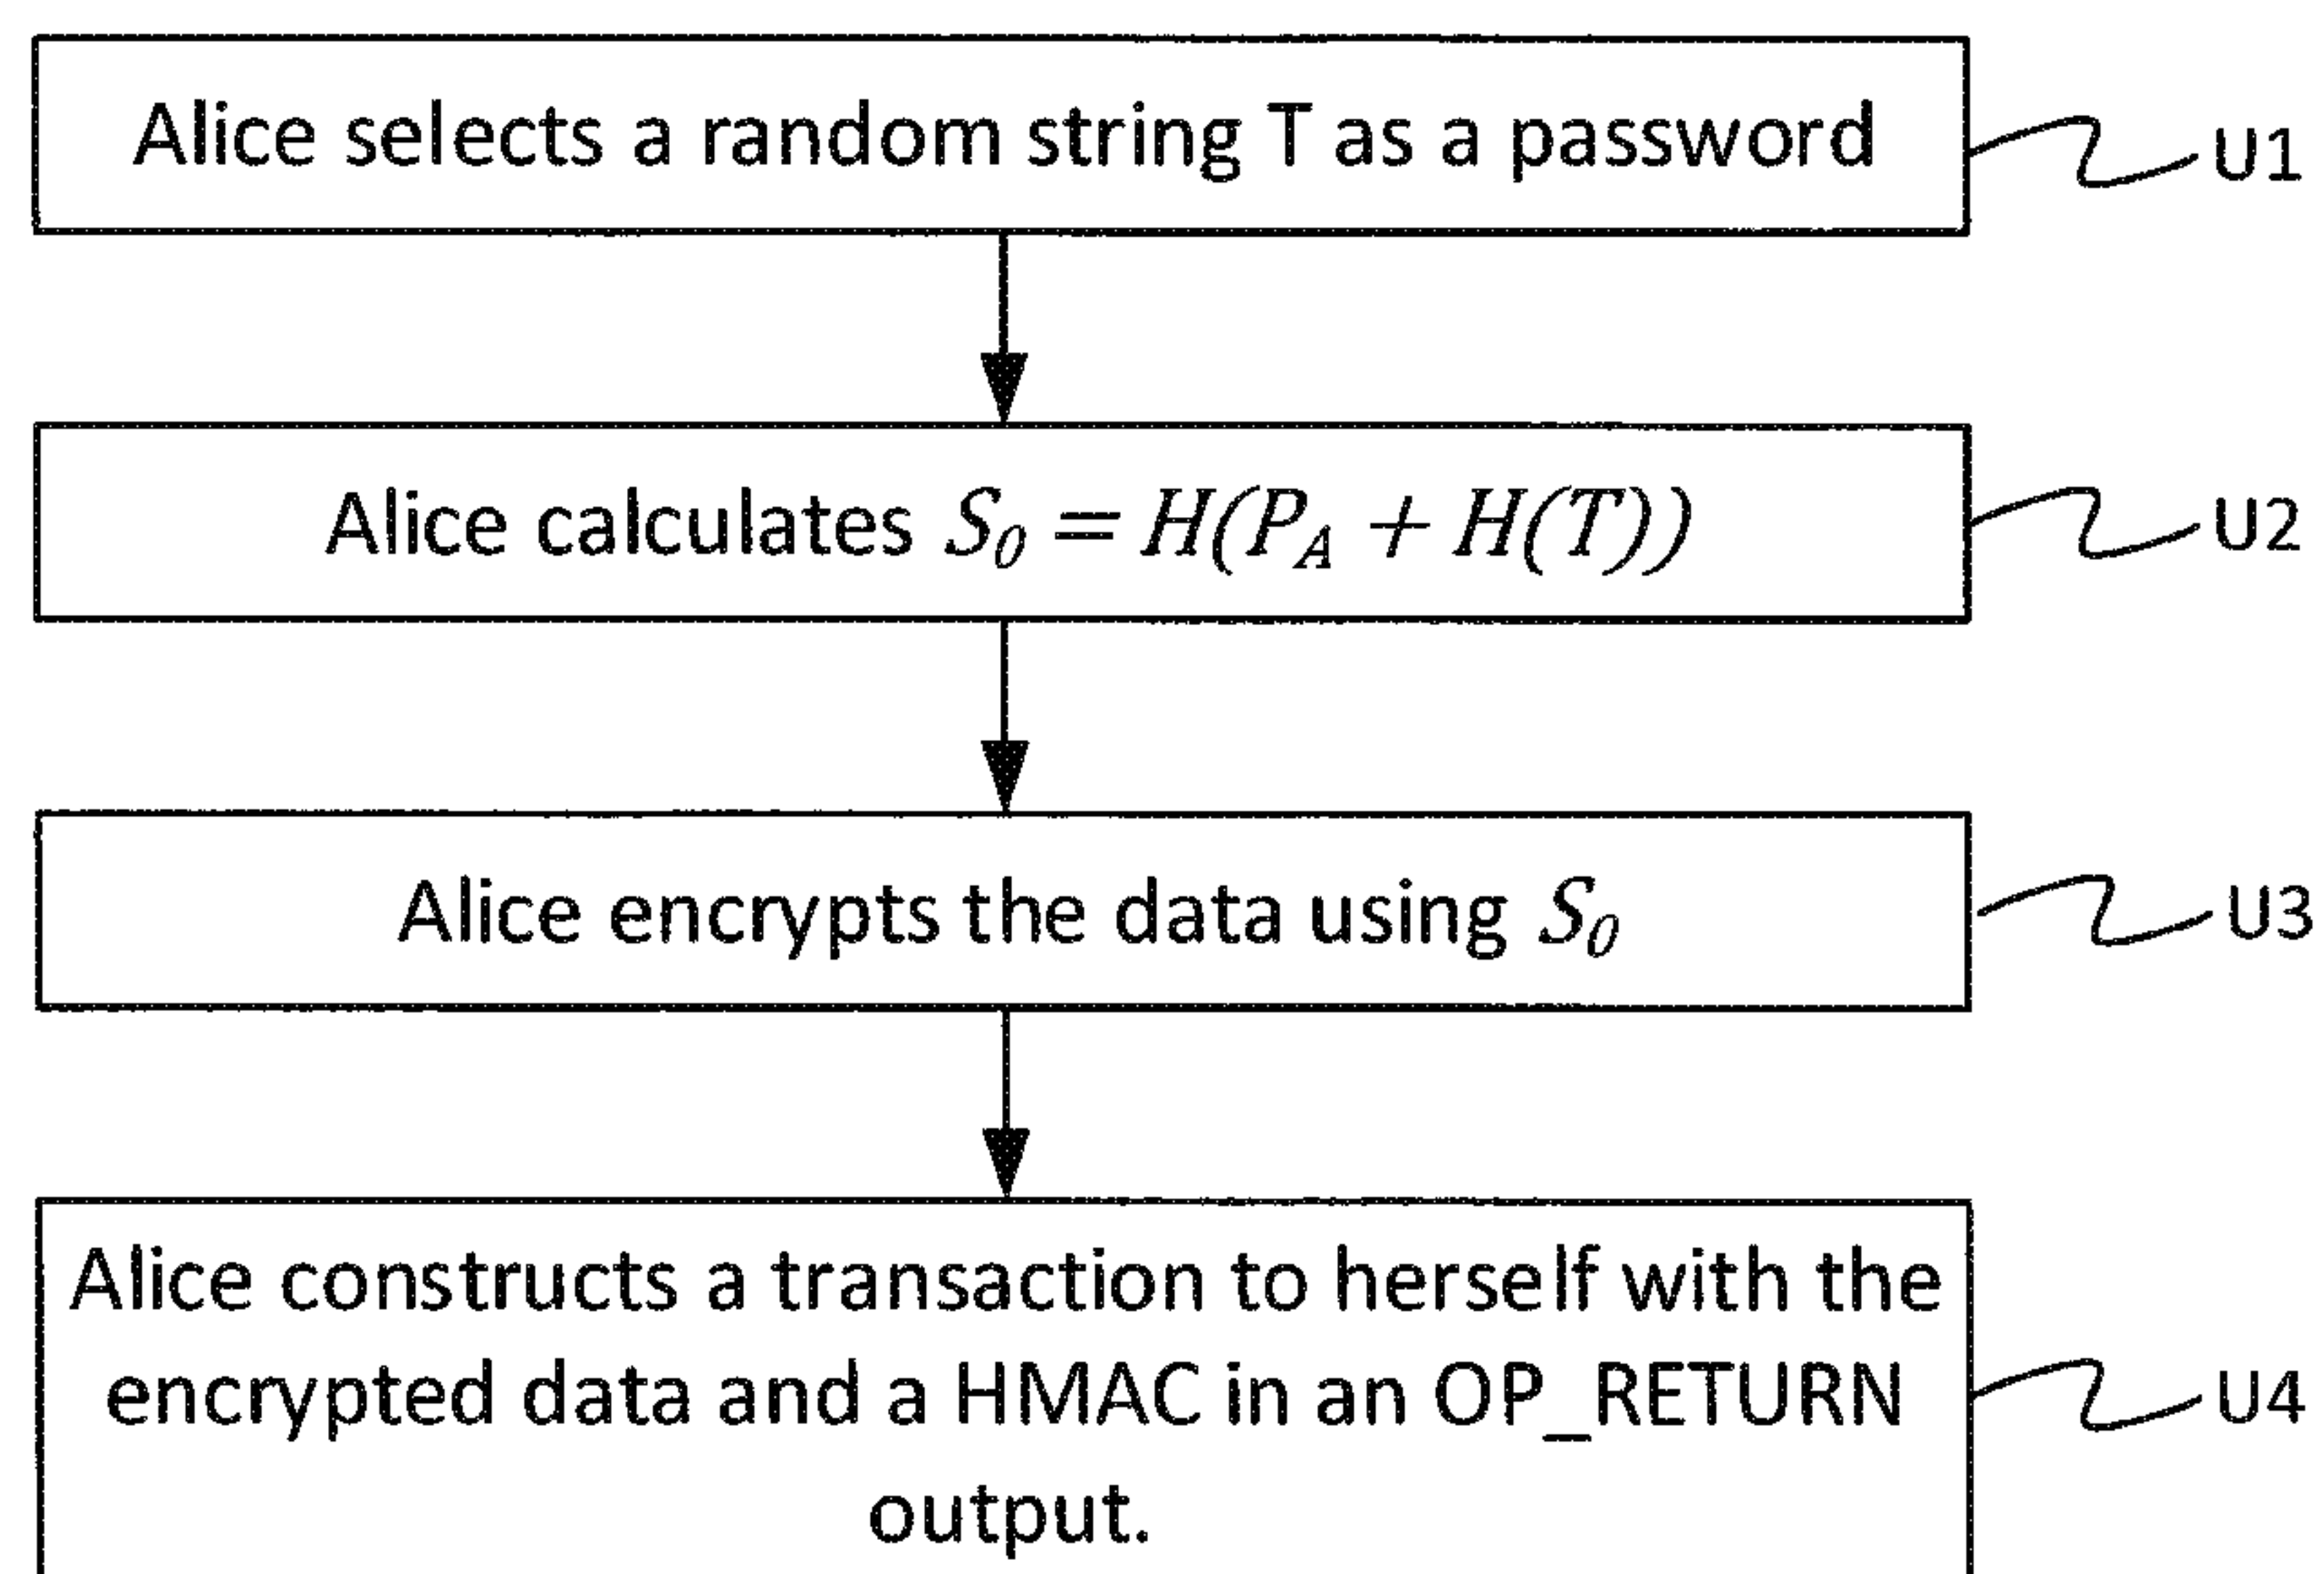 Alice selects a random string T as a password
U1
Alice calculates S₀ = H(P_A + H(T))
U2
Alice encrypts the data using S₀
U3
Alice constructs a transaction to herself with the
encrypted data and a HMAC in an OP_RETURN
U4
output.